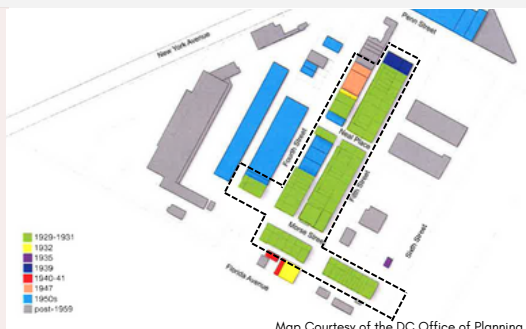 Penn Street
New York Avenue
Fourth Street
Neal Place
Fifth Street
Morse Street
Sixth Street
Florida Avenue
1929-1931
1932
1935
1939
1940-41
1947
1950s
post-1959
Map Courtesy of the DC Office of Planning